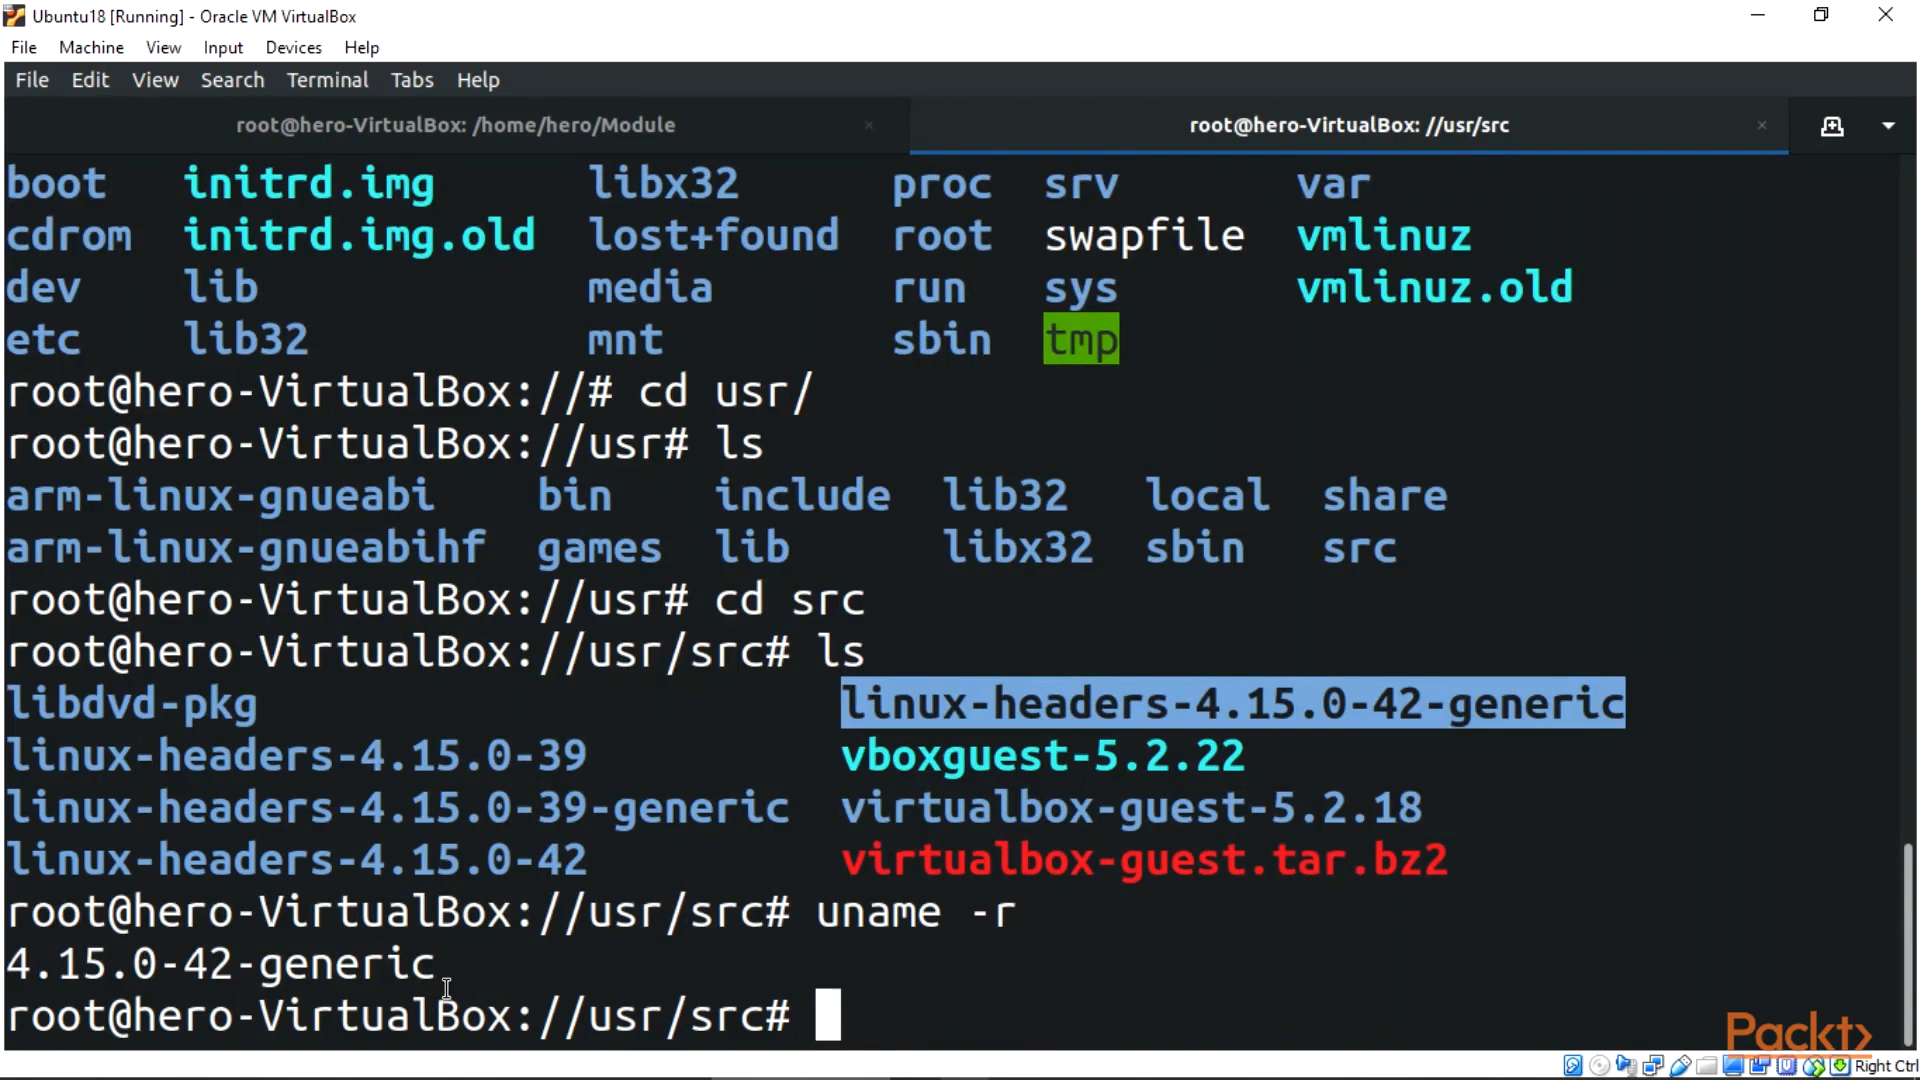 Ubuntu18 [Running] - Oracle VM VirtualBox
File Machine View Input Devices Help
File Edit View Search Terminal Tabs Help
root@hero-VirtualBox: /home/hero/Module × root@hero-VirtualBox: //usr/src ×
boot initrd.img libx32 proc srv var
cdrom initrd.img.old lost+found root swapfile vmlinuz
dev lib media run sys vmlinuz.old
etc lib32 mnt sbin tmp
root@hero-VirtualBox://# cd usr/
root@hero-VirtualBox://usr# ls
arm-linux-gnueabi bin include lib32 local share
arm-linux-gnueabihf games lib libx32 sbin src
root@hero-VirtualBox://usr# cd src
root@hero-VirtualBox://usr/src# ls
libdvd-pkg linux-headers-4.15.0-42-generic
linux-headers-4.15.0-39 vboxguest-5.2.22
linux-headers-4.15.0-39-generic virtualbox-guest-5.2.18
linux-headers-4.15.0-42 virtualbox-guest.tar.bz2
root@hero-VirtualBox://usr/src# uname -r
4.15.0-42-generic
root@hero-VirtualBox://usr/src#
Packt>
Right Ctrl